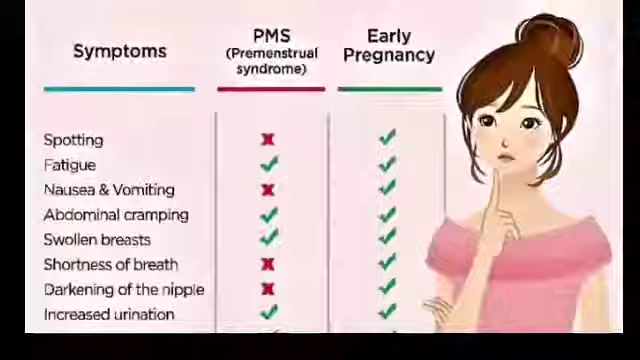 Symptoms
PMS
(Premenstrual
syndrome)
Early
Pregnancy
Spotting
Fatigue
Nausea & Vomiting
Abdominal cramping
Swollen breasts
Shortness of breath
Darkening of the nipple
Increased urination